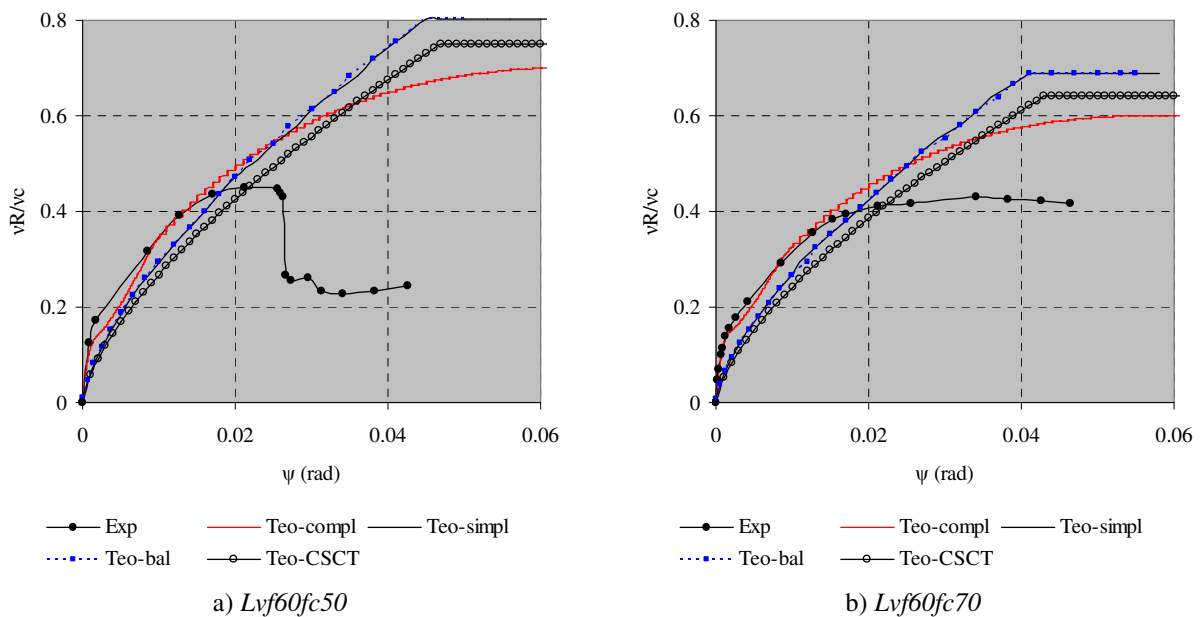 0.8
0.6
0.4
0.2
0
0
0.02
0.04
0.06
νR/νc
ψ (rad)
Exp
Teo-compl
Teo-simpl
Teo-bal
Teo-CSCT
a) Lvf60fc50
0.8
0.6
0.4
0.2
0
0
0.02
0.04
0.06
νR/νc
ψ (rad)
Exp
Teo-compl
Teo-simpl
Teo-bal
Teo-CSCT
b) Lvf60fc70